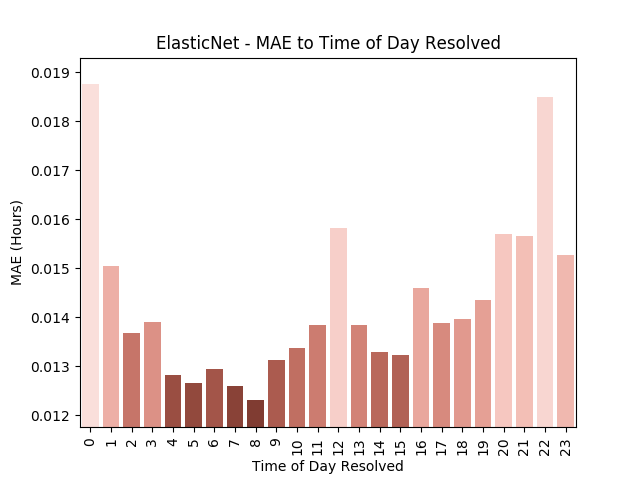 ElasticNet - MAE to Time of Day Resolved
0.019
0.018
0.017
0.016
0.015
0.014
0.013
0.012
MAE (Hours)
0 1 2 3 4 5 6 7 8 9 10 11 12 13 14 15 16 17 18 19 20 21 22 23
Time of Day Resolved